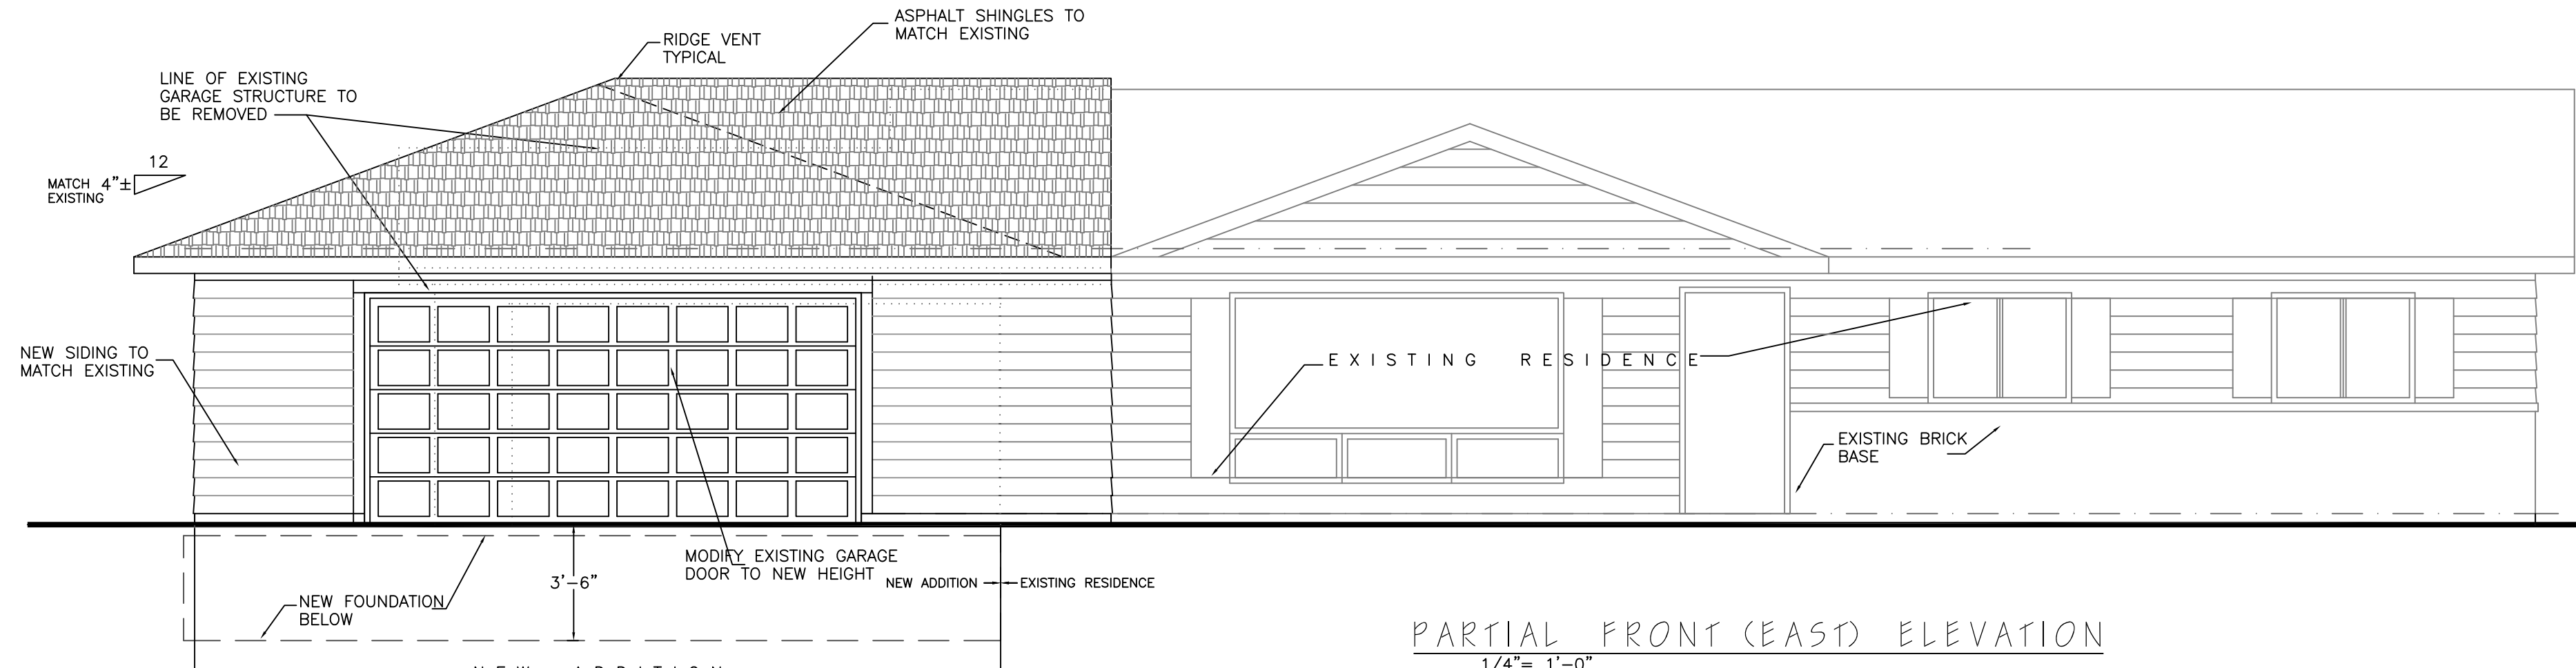 ASPHALT SHINGLES TO
MATCH EXISTING
RIDGE VENT
TYPICAL
LINE OF EXISTING
GARAGE STRUCTURE TO
BE REMOVED
12
MATCH 4"±
EXISTING
NEW SIDING TO
MATCH EXISTING
EXISTING RESIDENCE
EXISTING BRICK
BASE
MODIFY EXISTING GARAGE
DOOR TO NEW HEIGHT
3'-6"
NEW ADDITION
EXISTING RESIDENCE
NEW FOUNDATION
BELOW
PARTIAL FRONT (EAST) ELEVATION
1/4"= 1'-0"